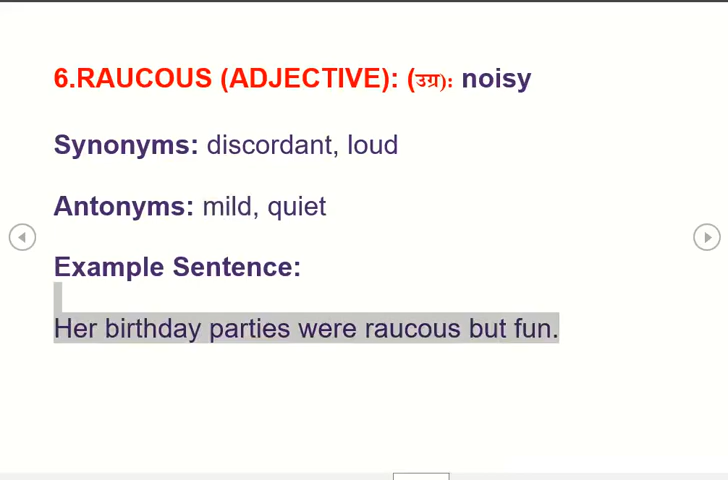 6.RAUCOUS (ADJECTIVE): (उग्र): noisy
Synonyms: discordant, loud
Antonyms: mild, quiet
Example Sentence:
Her birthday parties were raucous but fun.